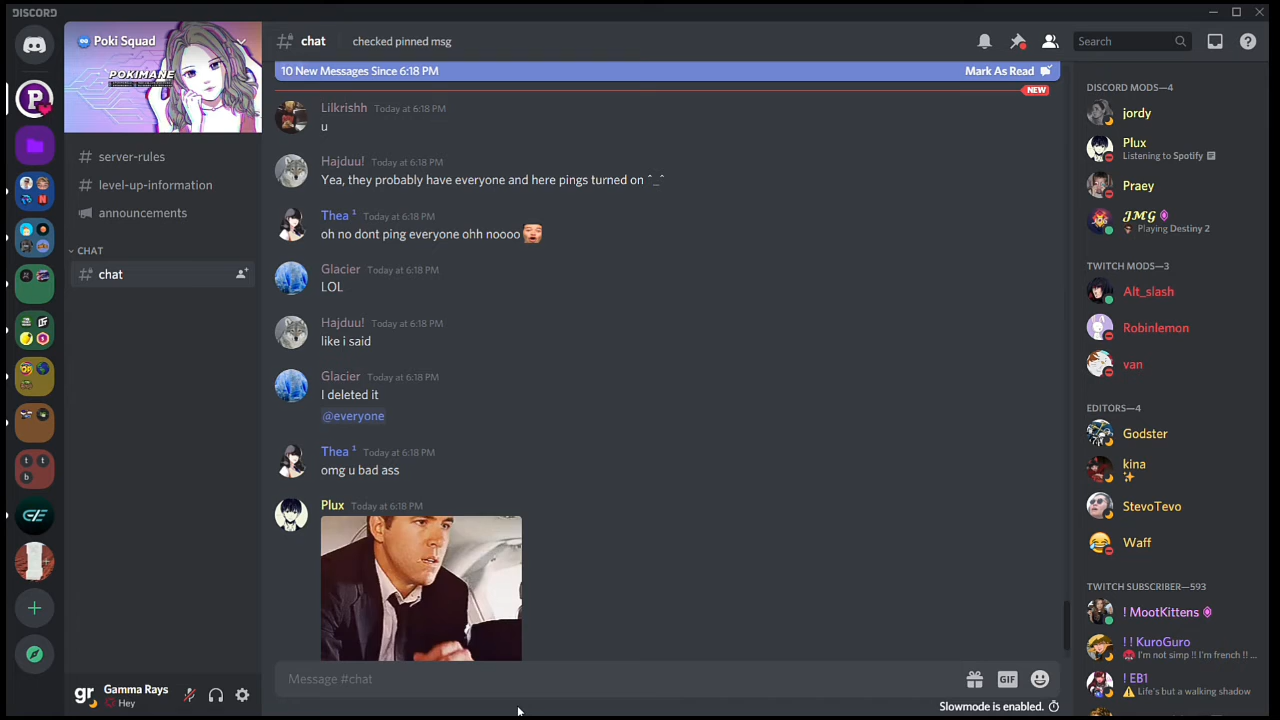 DISCORD
Poki Squad
POKIMANE
server-rules
level-up-information
announcements
CHAT
chat
Gamma Rays
Hey
chat
checked pinned msg
Search
10 New Messages Since 6:18 PM
Mark As Read
NEW
Lilkrishh Today at 6:18 PM
u
Hajduu! Today at 6:18 PM
Yea, they probably have everyone and here pings turned on ^_^
Thea ¹ Today at 6:18 PM
oh no dont ping everyone ohh noooo
Glacier Today at 6:18 PM
LOL
Hajduu! Today at 6:18 PM
like i said
Glacier Today at 6:18 PM
I deleted it
@everyone
Thea ¹ Today at 6:18 PM
omg u bad ass
Plux Today at 6:18 PM
Message #chat
GIF
Slowmode is enabled.
DISCORD MODS—4
jordy
Plux
Listening to Spotify
Praey
𝓙𝓜𝓖
Playing Destiny 2
TWITCH MODS—3
Alt_slash
Robinlemon
van
EDITORS—4
Godster
kina
StevoTevo
Waff
TWITCH SUBSCRIBER—593
! MootKittens
! ! KuroGuro
I'm not simp !! I'm french !! ...
! EB1
Life's but a walking shadow